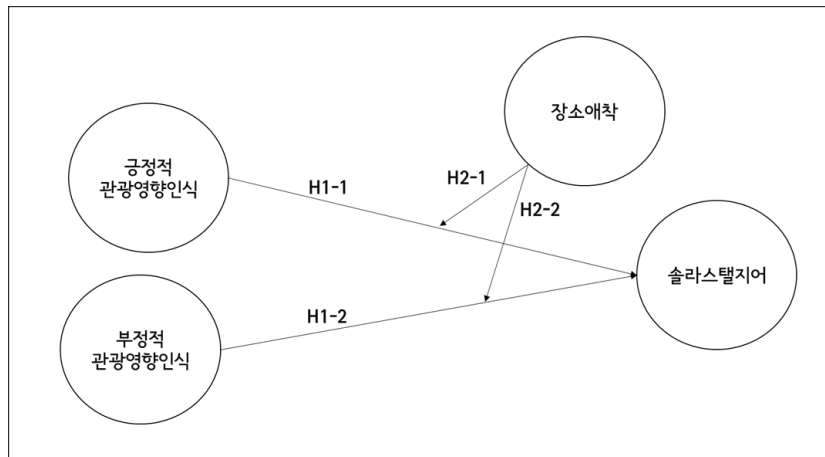 장소애착
긍정적
관광영향인식
H1-1
H2-1
H2-2
솔라스탤지어
부정적
관광영향인식
H1-2